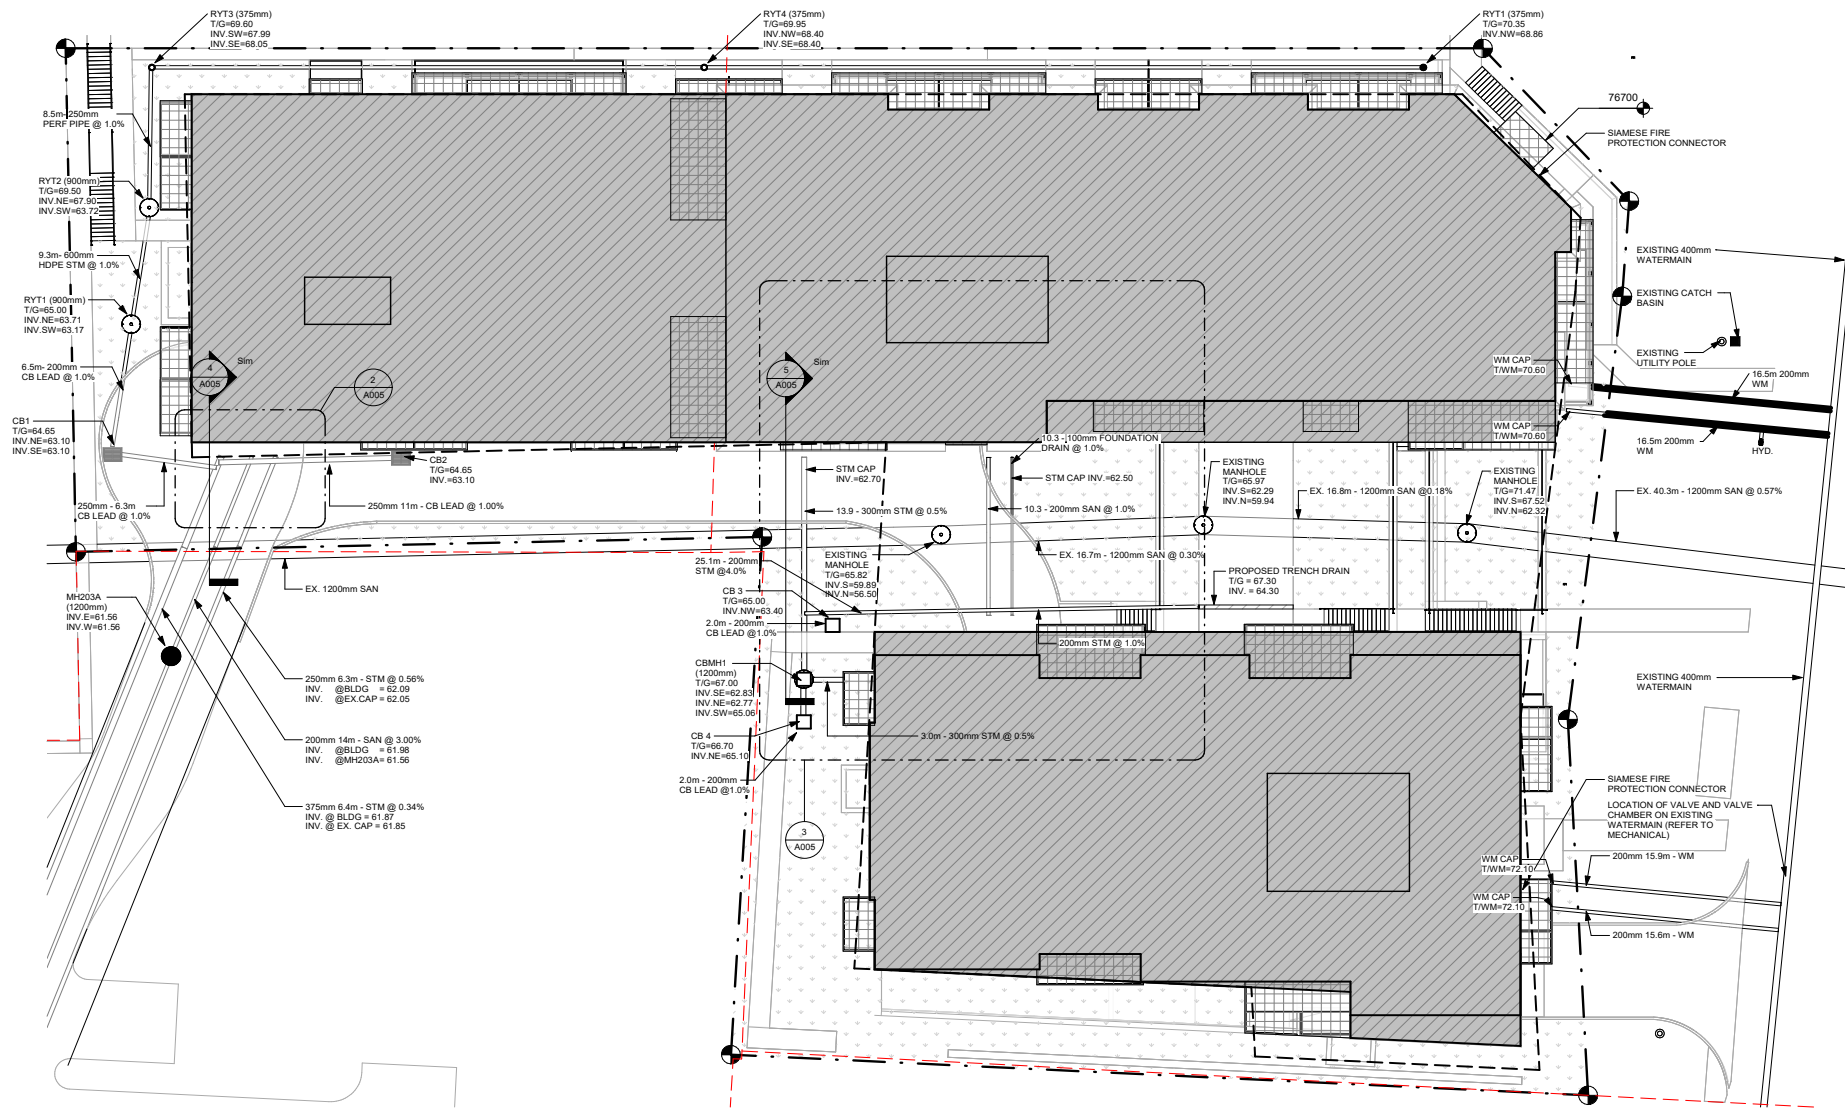 RYT3 (375mm)
T/G=69.60
INV.SW=67.99
INV.SE=68.05
RYT4 (375mm)
T/G=69.95
INV.NW=68.40
INV.SE=68.40
RYT1 (375mm)
T/G=70.35
INV.NW=68.86
76700
SIAMESE FIRE
PROTECTION CONNECTOR
8.5m- 250mm
PERF PIPE @ 1.0%
RYT2 (900mm)
T/G=69.50
INV.NE=67.90
INV.SW=63.72
9.3m- 600mm
HDPE STM @ 1.0%
RYT1 (900mm)
T/G=65.00
INV.NE=63.71
INV.SW=63.17
6.5m- 200mm
CB LEAD @ 1.0%
CB1
T/G=64.65
INV.NE=63.10
INV.SE=63.10
250mm - 6.3m
CB LEAD @ 1.0%
4
A005
Sim
2
A005
5
A005
Sim
EXISTING 400mm
WATERMAIN
EXISTING CATCH
BASIN
EXISTING
UTILITY POLE
WM CAP
T/WM=70.60
16.5m 200mm
WM
WM CAP
T/WM=70.60
16.5m 200mm
WM
HYD.
CB2
T/G=64.65
INV.=63.10
250mm 11m - CB LEAD @ 1.00%
STM CAP
INV.=62.70
10.3 - 100mm FOUNDATION
DRAIN @ 1.0%
STM CAP INV.=62.50
13.9 - 300mm STM @ 0.5%
10.3 - 200mm SAN @ 1.0%
EXISTING
MANHOLE
T/G=65.97
INV.S=62.29
INV.N=59.94
EX. 16.8m - 1200mm SAN @0.18%
EXISTING
MANHOLE
T/G=71.47
INV.S=67.52
INV.N=62.32
EX. 40.3m - 1200mm SAN @ 0.57%
EX. 1200mm SAN
25.1m - 200mm
STM @4.0%
EXISTING
MANHOLE
T/G=65.82
INV.S=59.89
INV.N=56.50
EX. 16.7m - 1200mm SAN @ 0.30%
PROPOSED TRENCH DRAIN
T/G = 67.30
INV. = 64.30
MH203A
(1200mm)
INV.E=61.56
INV.W=61.56
CB 3
T/G=65.00
INV.NW=63.40
2.0m - 200mm
CB LEAD @1.0%
200mm STM @ 1.0%
CBMH1
(1200mm)
T/G=67.00
INV.SE=62.83
INV.NE=62.77
INV.SW=65.06
250mm 6.3m - STM @ 0.56%
INV. @BLDG = 62.09
INV. @EX.CAP = 62.05
200mm 14m - SAN @ 3.00%
INV. @BLDG = 61.98
INV. @MH203A= 61.56
375mm 6.4m - STM @ 0.34%
INV. @ BLDG = 61.87
INV. @ EX. CAP = 61.85
CB 4
T/G=66.70
INV.NE=65.10
3.0m - 300mm STM @ 0.5%
2.0m - 200mm
CB LEAD @1.0%
3
A005
EXISTING 400mm
WATERMAIN
SIAMESE FIRE
PROTECTION CONNECTOR
LOCATION OF VALVE AND VALVE
CHAMBER ON EXISTING
WATERMAIN (REFER TO
MECHANICAL)
WM CAP
T/WM=72.10
200mm 15.9m - WM
WM CAP
T/WM=72.10
200mm 15.6m - WM